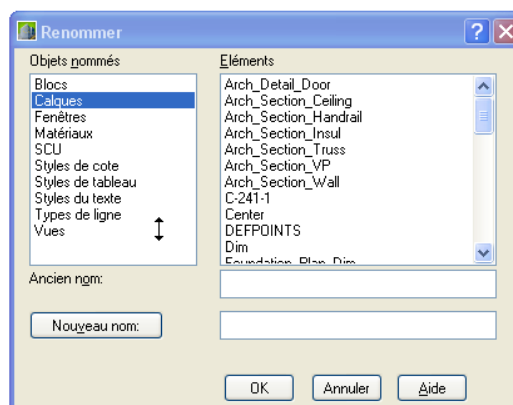 Renommer
Objets nommés
Eléments
Blocs
Calques
Fenêtres
Matériaux
SCU
Styles de cote
Styles de tableau
Styles du texte
Types de ligne
Vues
Arch_Detail_Door
Arch_Section_Ceiling
Arch_Section_Handrail
Arch_Section_Insul
Arch_Section_Truss
Arch_Section_VP
Arch_Section_Wall
C-241-1
Center
DEFPOINTS
Dim
Foundation_Plan_Dim
Ancien nom:
Nouveau nom:
OK
Annuler
Aide